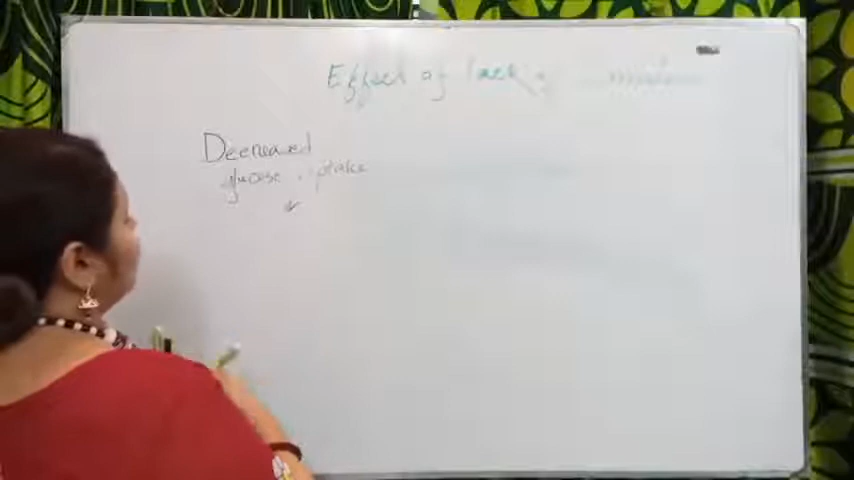 Effect of lack of
Decreased
glucose uptake